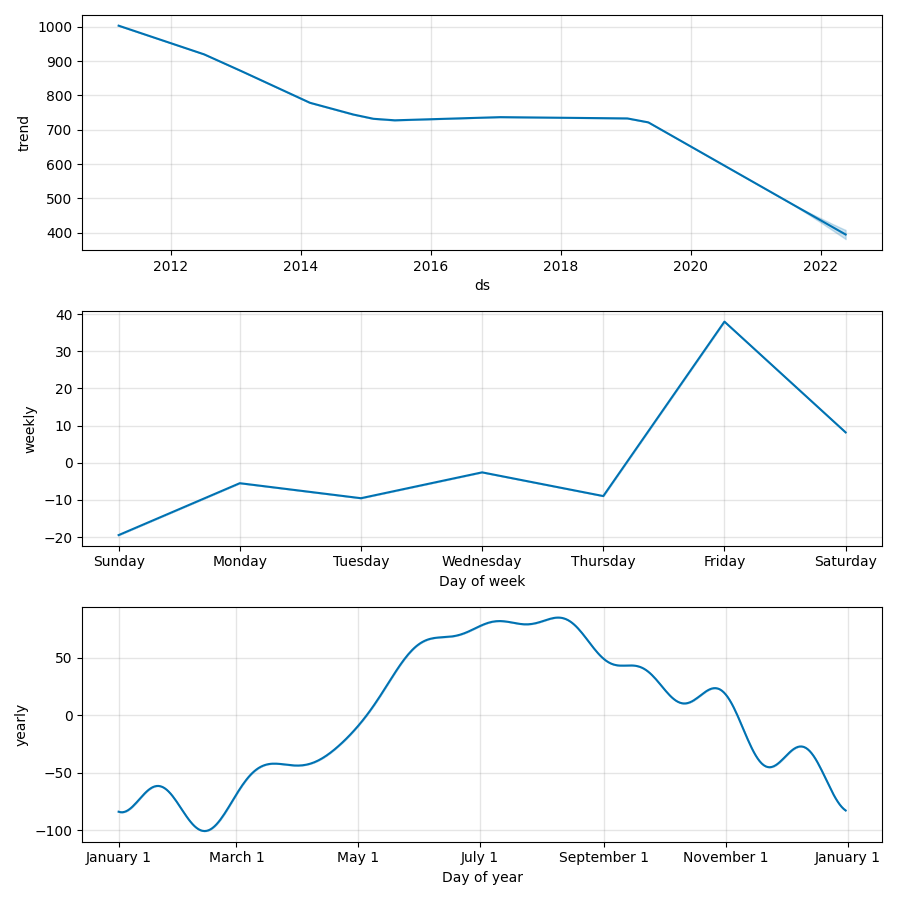 1000
900
800
700
600
500
400
trend
2012 2014 2016 2018 2020 2022
ds
40
30
20
10
0
−10
−20
weekly
Sunday Monday Tuesday Wednesday Thursday Friday Saturday
Day of week
50
0
−50
−100
yearly
January 1 March 1 May 1 July 1 September 1 November 1 January 1
Day of year